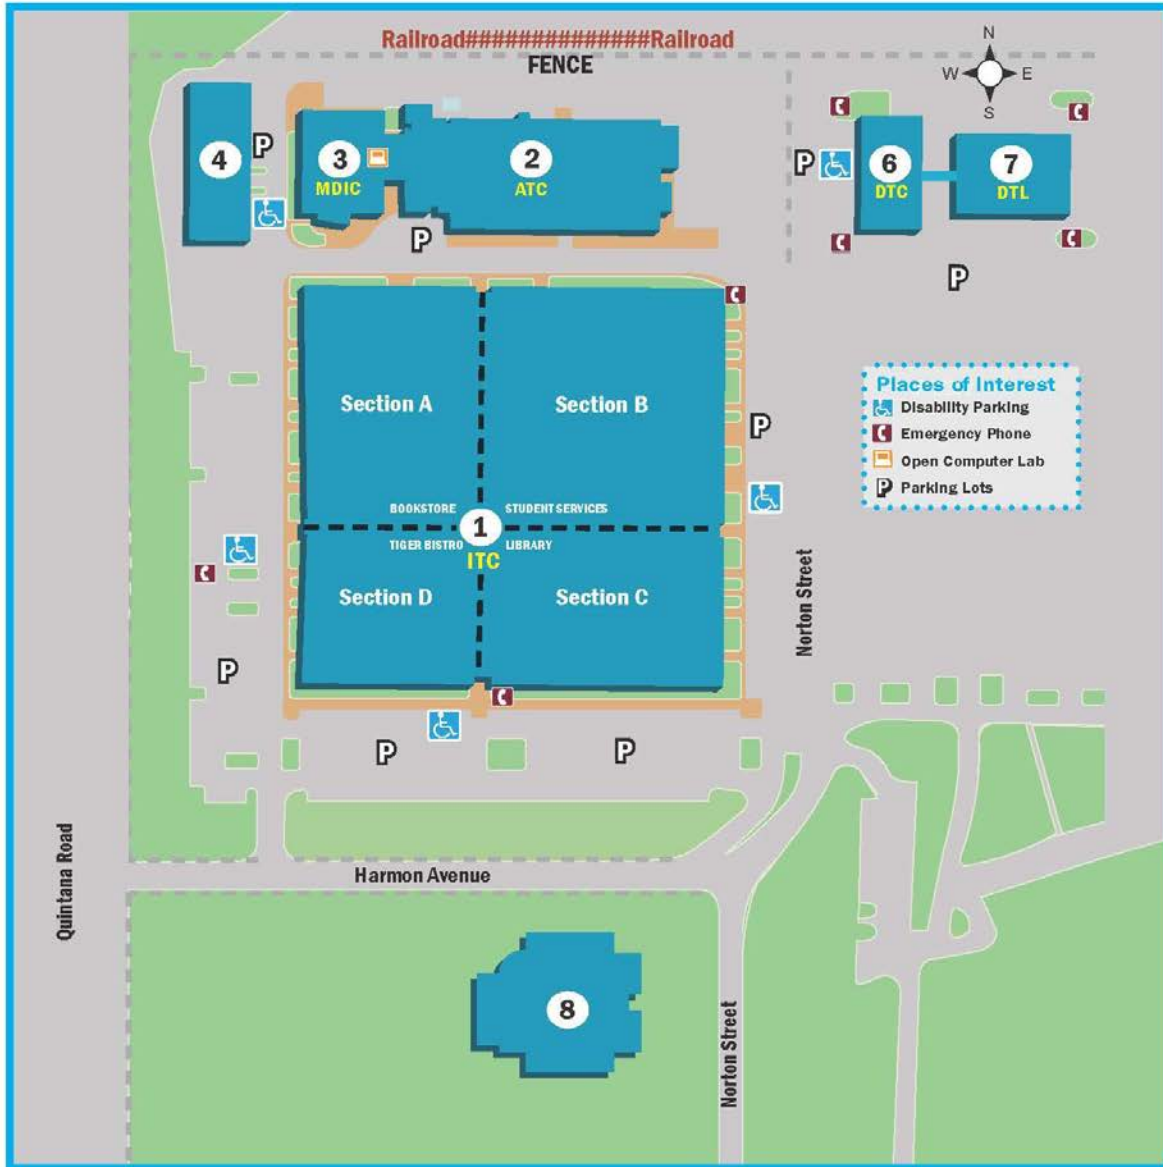 Railroad##############Railroad
FENCE
N
W E
S
4
P
3
MDIC
2
ATC
P
P
6
DTC
7
DTL
P
Section A
Section B
P
BOOKSTORE
STUDENT SERVICES
1
TIGER BISTRO
LIBRARY
ITC
Section D
Section C
Places of Interest
Disability Parking
Emergency Phone
Open Computer Lab
P Parking Lots
Norton Street
P
P
P
Quintana Road
Harmon Avenue
8
Norton Street